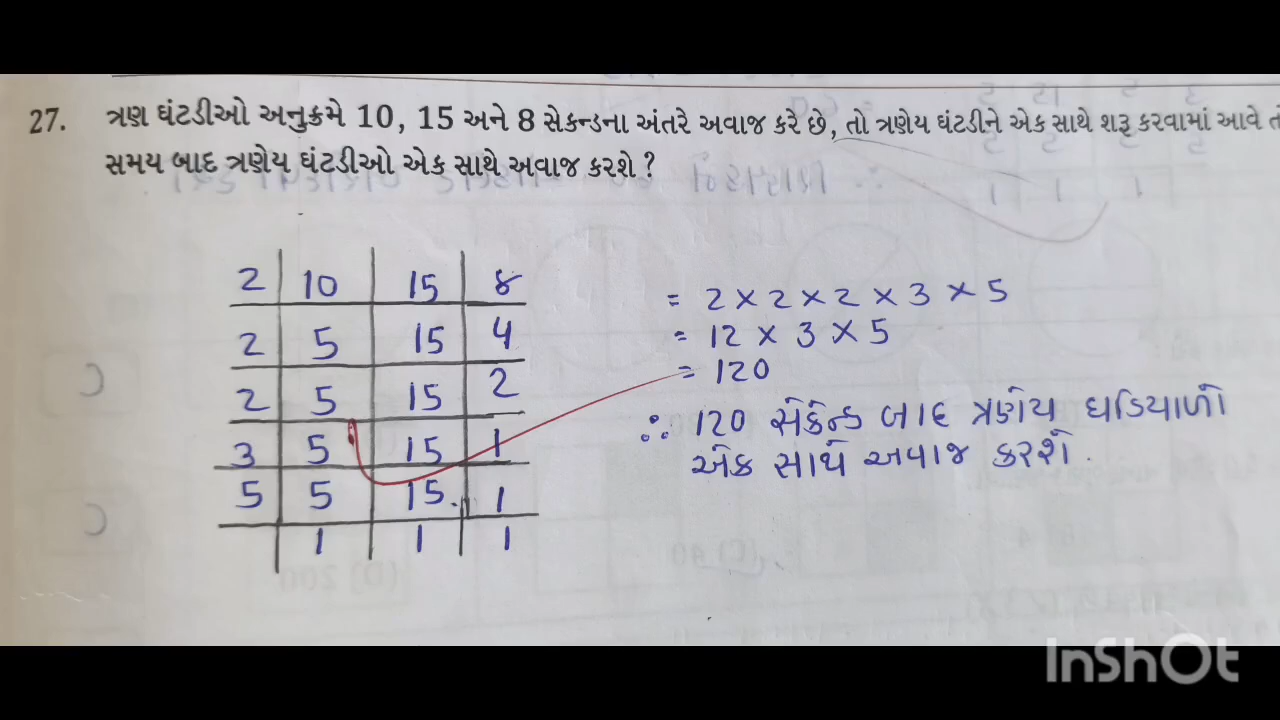 27. ત્રણ ઘંટડીઓ અનુક્રમે 10, 15 અને 8 સેકન્ડના અંતરે અવાજ કરે છે, તો ત્રણેય ઘંટડીને એક સાથે શરૂ કરવામાં આવે
સમય બાદ ત્રણેય ઘંટડીઓ એક સાથે અવાજ કરશે ?
2 10 15 8
2 5 15 4
2 5 15 2
3 5 15 1
5 5 15 1
1 1 1
= 2 × 2 × 2 × 3 × 5
= 12 × 3 × 5
= 120
∴ 120 સેકેન્ડ બાદ ત્રણેય ઘડિયાળો
એક સાથે અવાજ કરશે.
InShOt